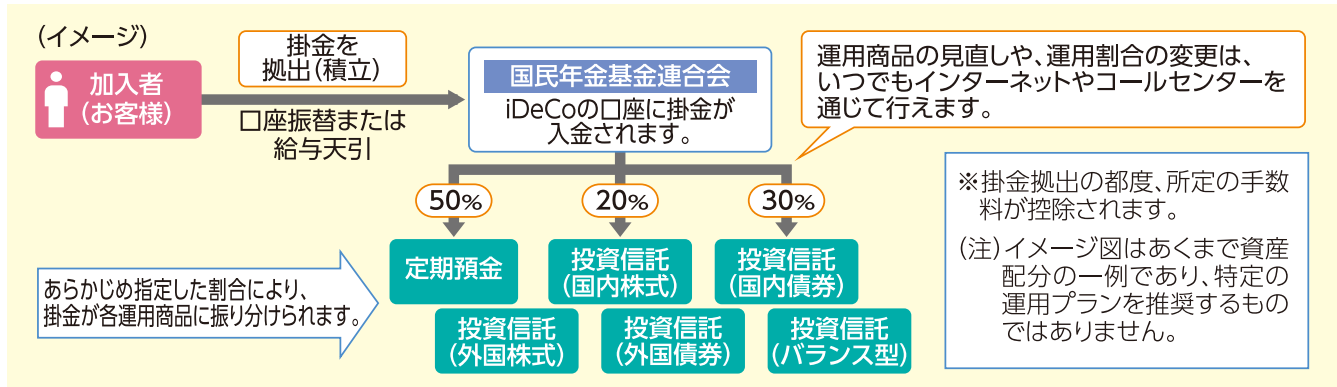 (イメージ)
加入者
(お客様)
掛金を
拠出(積立)
口座振替または
給与天引
国民年金基金連合会
iDeCoの口座に掛金が
入金されます。
運用商品の見直しや、運用割合の変更は、
いつでもインターネットやコールセンターを
通じて行えます。
50%
20%
30%
定期預金
投資信託
(国内株式)
投資信託
(国内債券)
投資信託
(外国株式)
投資信託
(外国債券)
投資信託
(バランス型)
あらかじめ指定した割合により、
掛金が各運用商品に振り分けられます。
※掛金拠出の都度、所定の手数
料が控除されます。
(注)イメージ図はあくまで資産
配分の一例であり、特定の
運用プランを推奨するもの
ではありません。